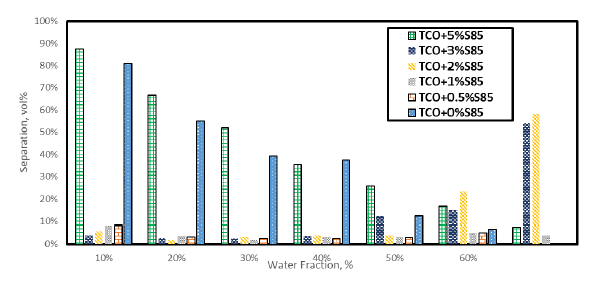 100%
90%
80%
70%
60%
50%
40%
30%
20%
10%
0%
Separation, vol%
TCO+5%S85
TCO+3%S85
TCO+2%S85
TCO+1%S85
TCO+0.5%S85
TCO+0%S85
10%
20%
30%
40%
50%
60%
Water Fraction, %